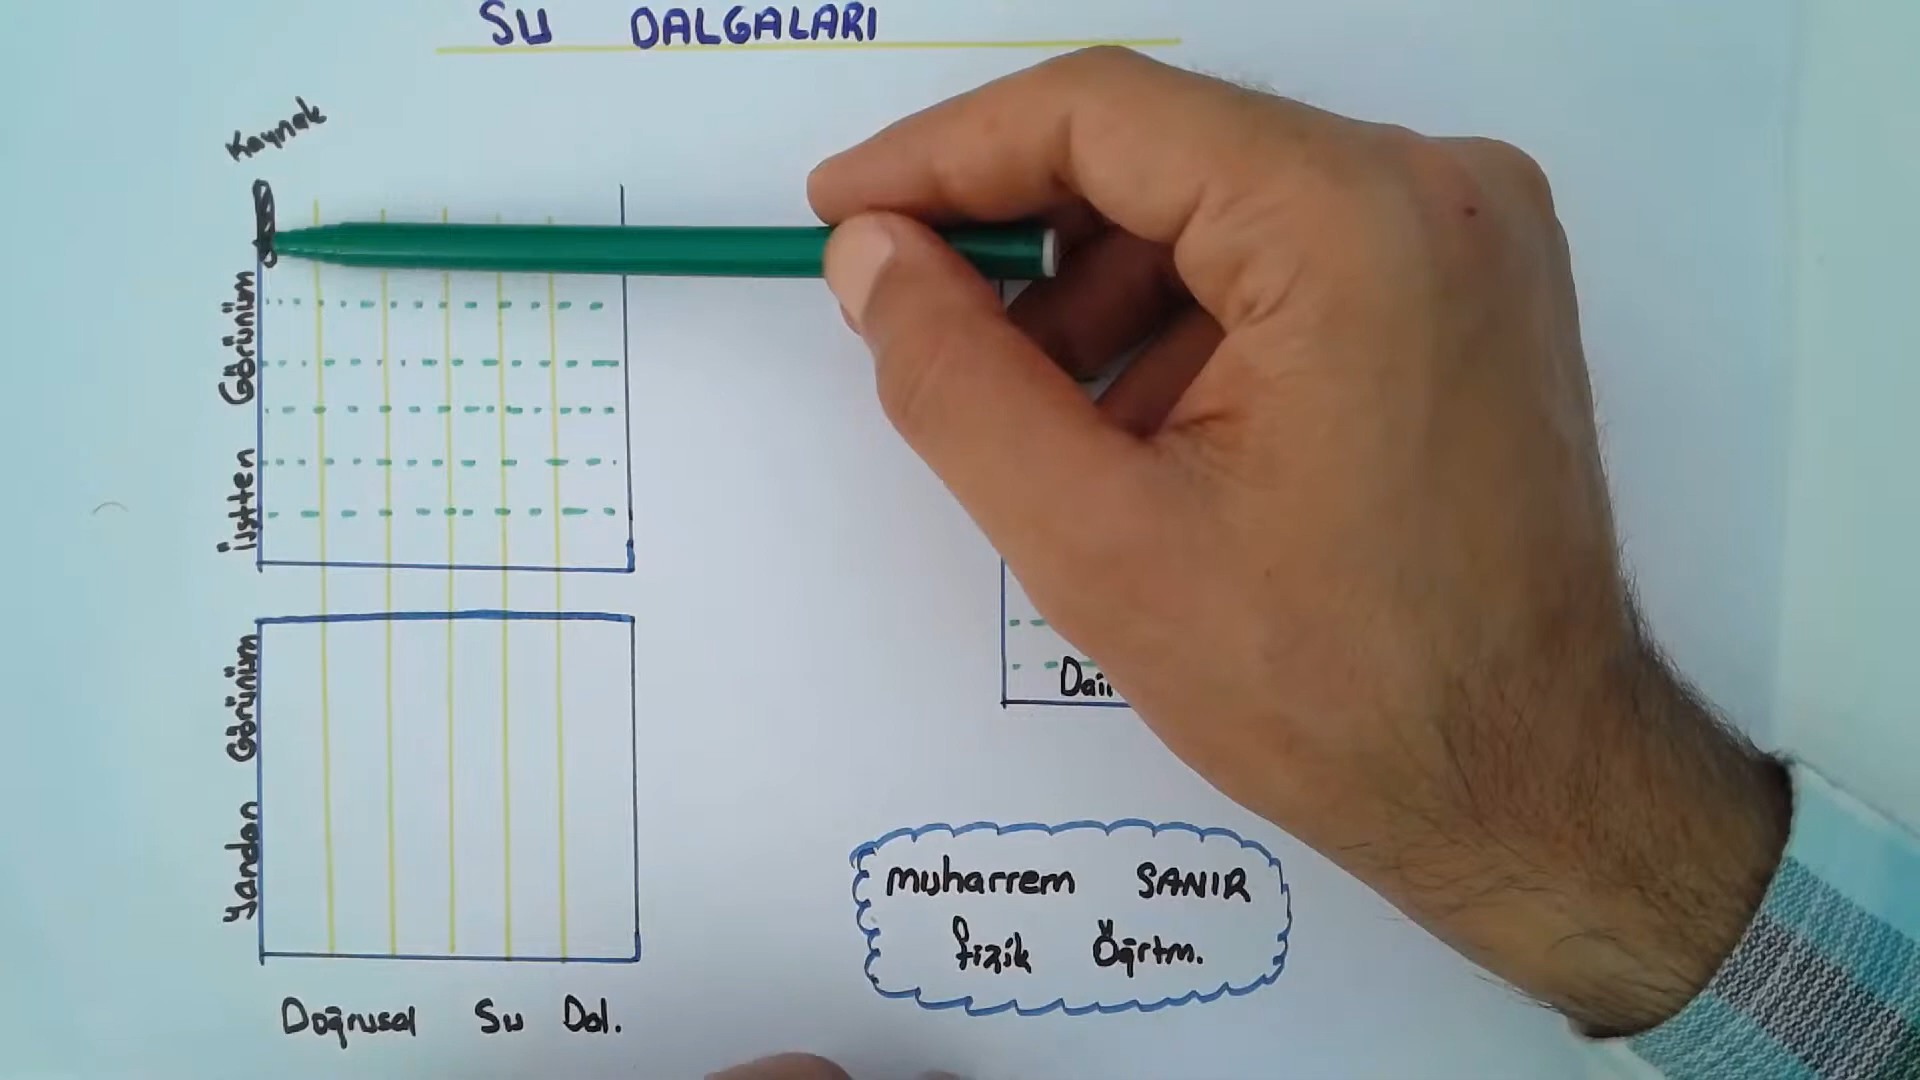 SU DALGALARI
Kaynak
Üstten Görünüm
Yandan Görünüm
Doğrusal Su Dal.
muharrem SANIR
fizik Öğrtm.